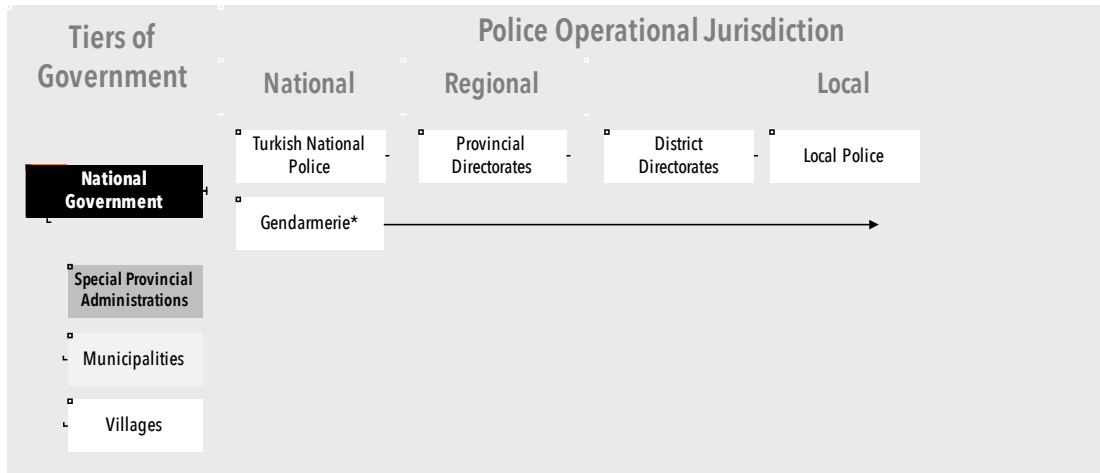 Tiers of
Government
Police Operational Jurisdiction
National
Regional
Local
Turkish National
Police
Provincial
Directorates
District
Directorates
Local Police
National
Government
Gendarmerie*
Special Provincial
Administrations
Municipalities
Villages